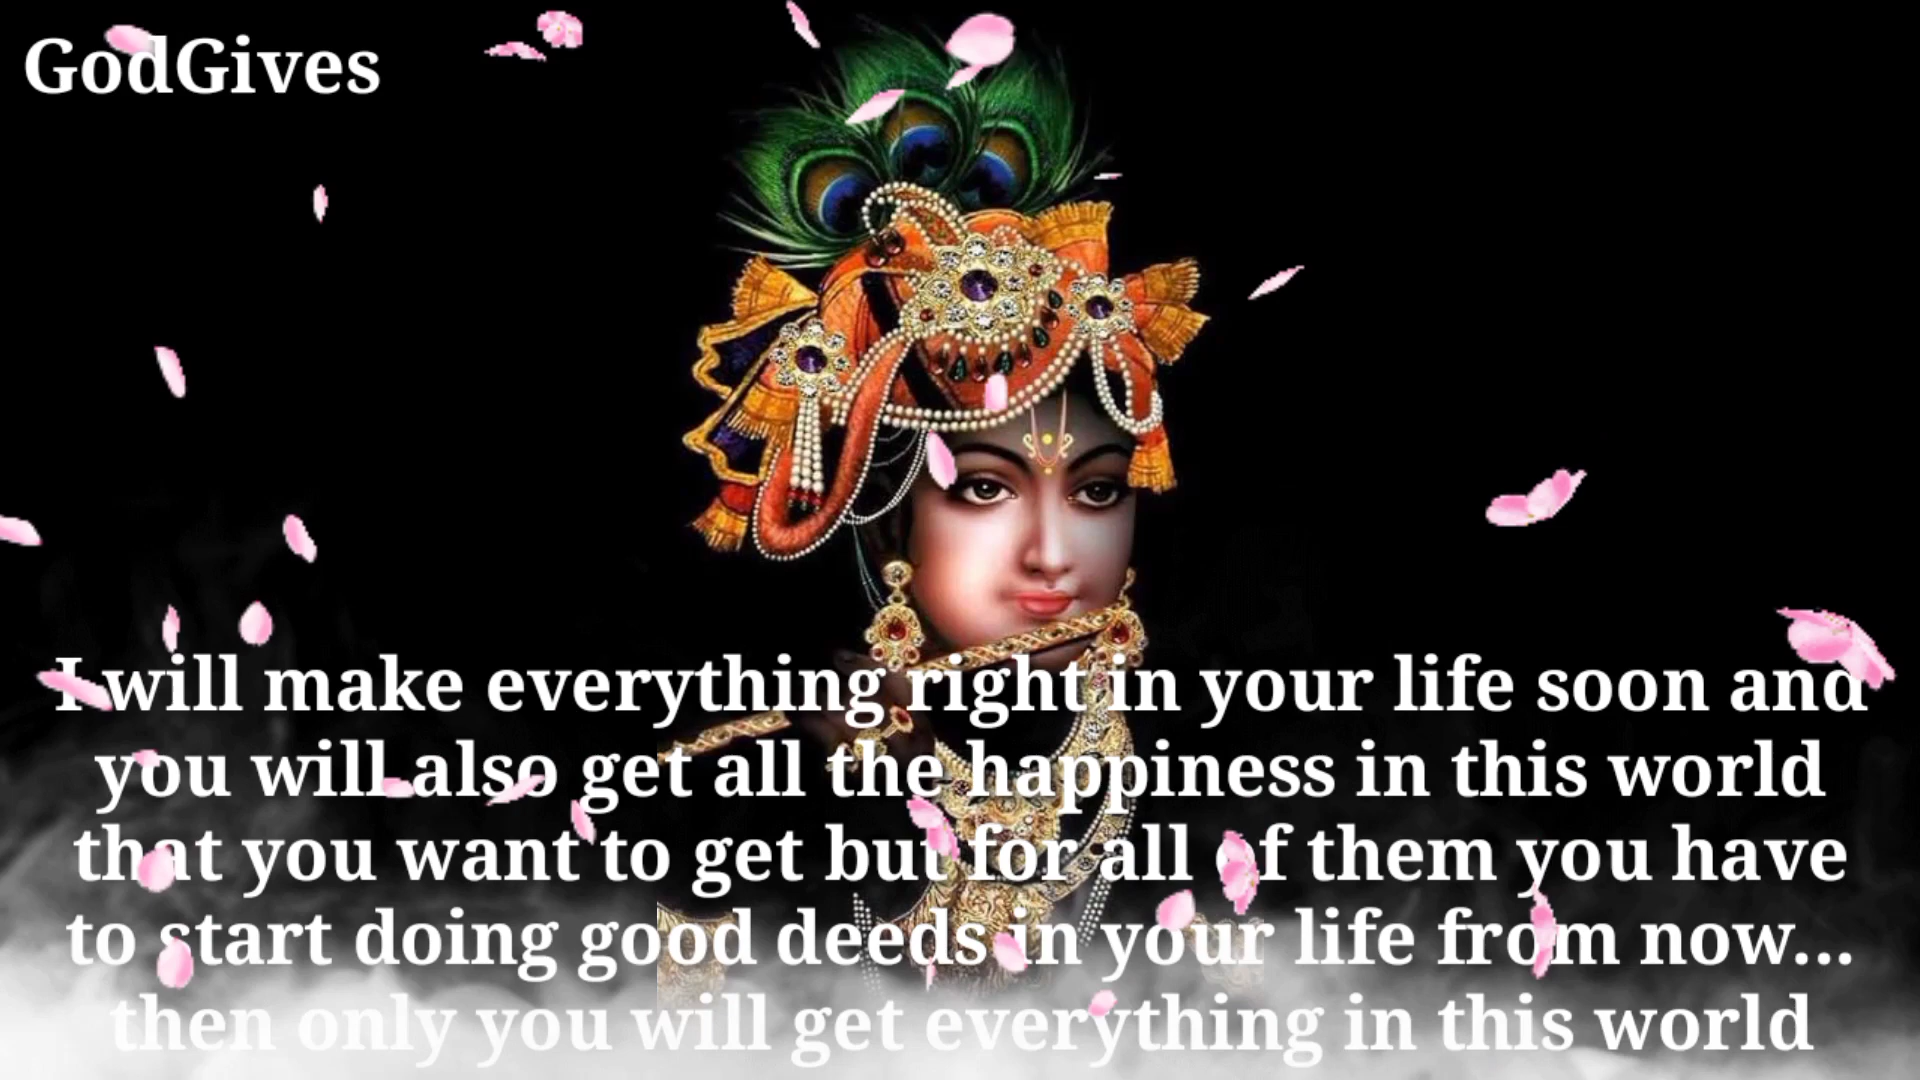 GodGives
I will make everything right in your life soon and
you will also get all the happiness in this world
that you want to get but for all of them you have
to start doing good deeds in your life from now...
then only you will get everything in this world